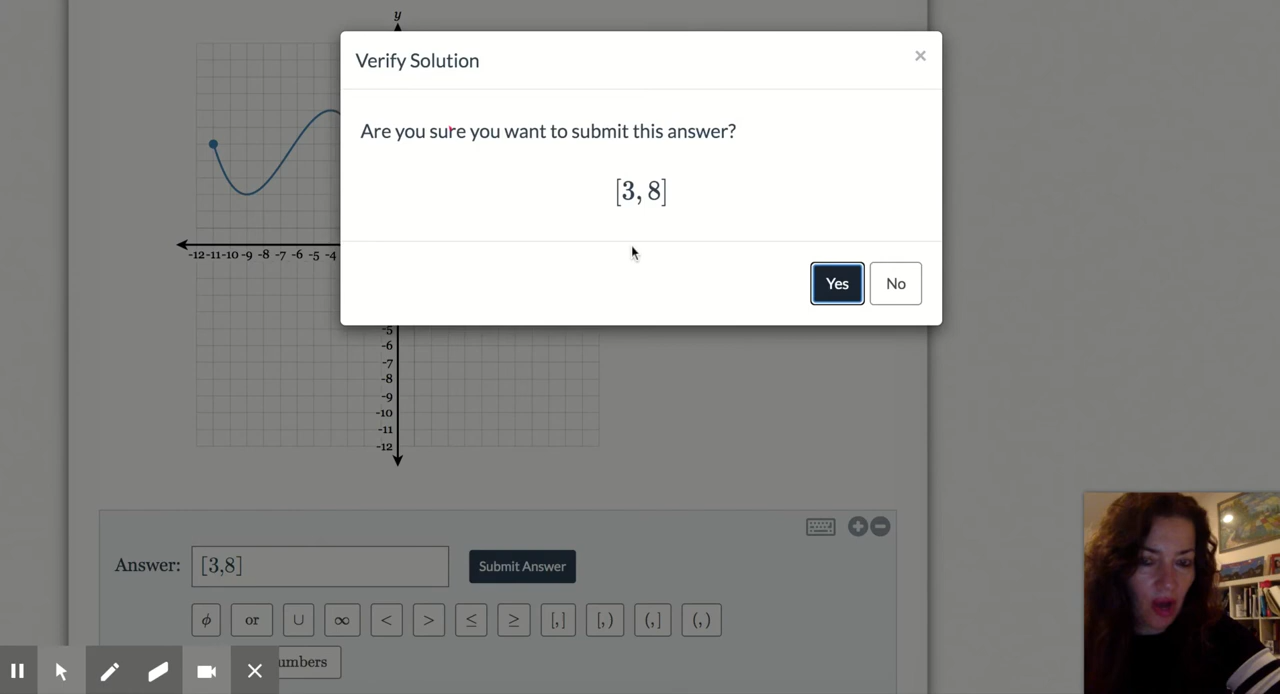 y
Verify Solution
×
Are you sure you want to submit this answer?
[3, 8]
Yes
No
-12-11-10 -9 -8 -7 -6 -5 -4
-5
-6
-7
-8
-9
-10
-11
-12
Answer: [3,8] Submit Answer
ϕ or ∪ ∞ < > ≤ ≥ [,] [,) (,] (,)
umbers